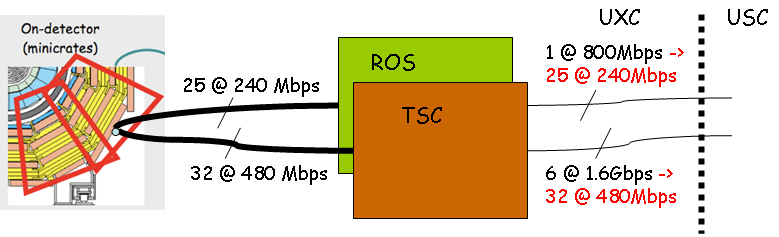 On-detector
(minicrates)
25 @ 240 Mbps
32 @ 480 Mbps
ROS
TSC
UXC
USC
1 @ 800Mbps ->
25 @ 240Mbps
6 @ 1.6Gbps ->
32 @ 480Mbps